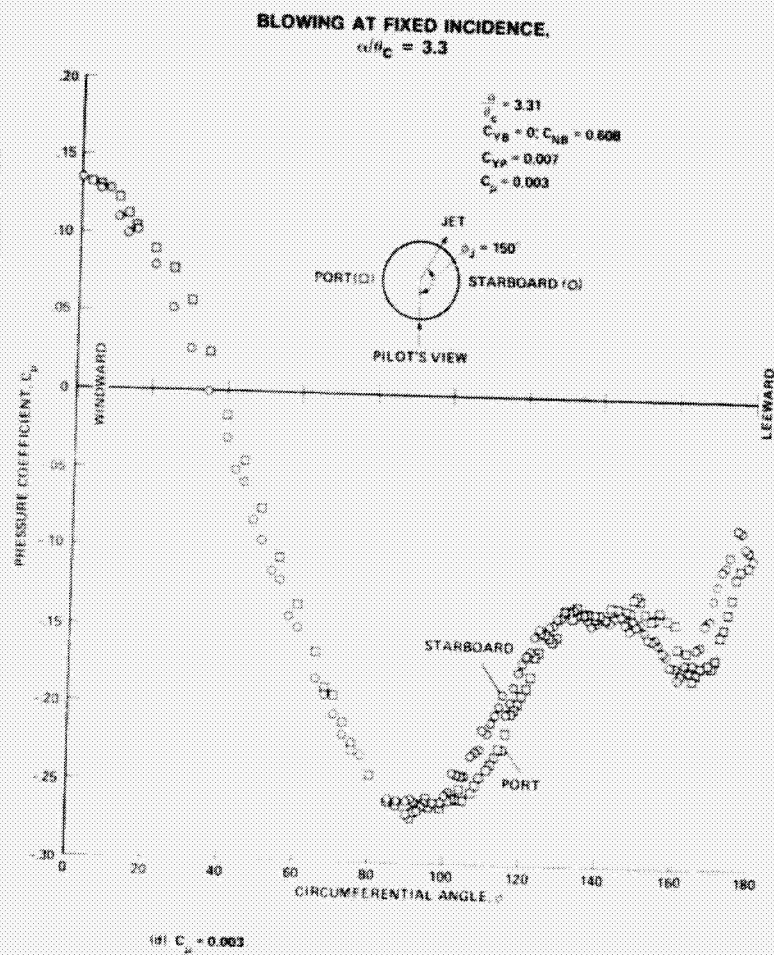 BLOWING AT FIXED INCIDENCE,
α/θC = 3.3
α/θc = 3.31
CYB = 0; CNB = 0.608
CYP = 0.007
Cμ = 0.003
JET
øJ = 150°
PORT(□)
STARBOARD (O)
PILOT'S VIEW
.20
.15
.10
.05
0
.05
-.10
.15
-.20
-.25
-.30
PRESSURE COEFFICIENT,
WINDWARD
LEEWARD
STARBOARD
PORT
0
20
40
60
80
100
120
140
160
180
CIRCUMFERENTIAL ANGLE, ø
(d) Cμ = 0.003